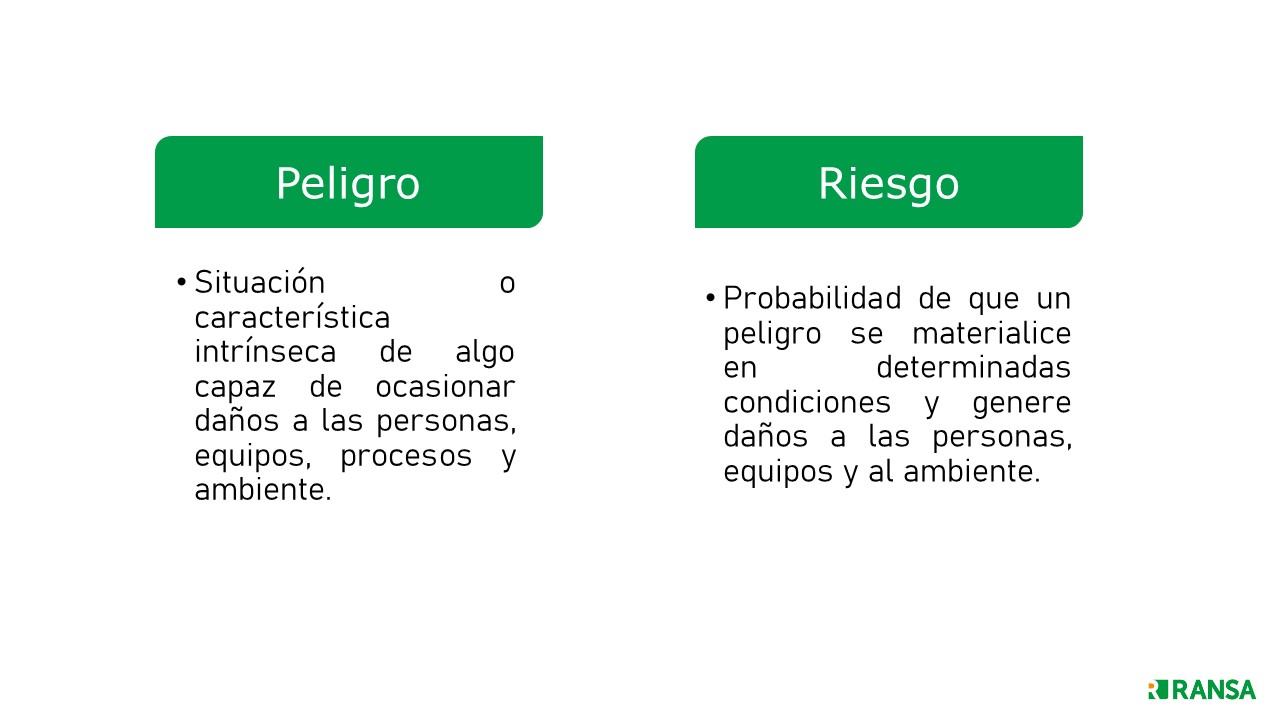 Peligro
• Situación o
característica
intrínseca de algo
capaz de ocasionar
daños a las personas,
equipos, procesos y
ambiente.
Riesgo
• Probabilidad de que un
peligro se materialice
en determinadas
condiciones y genere
daños a las personas,
equipos y al ambiente.
RANSA